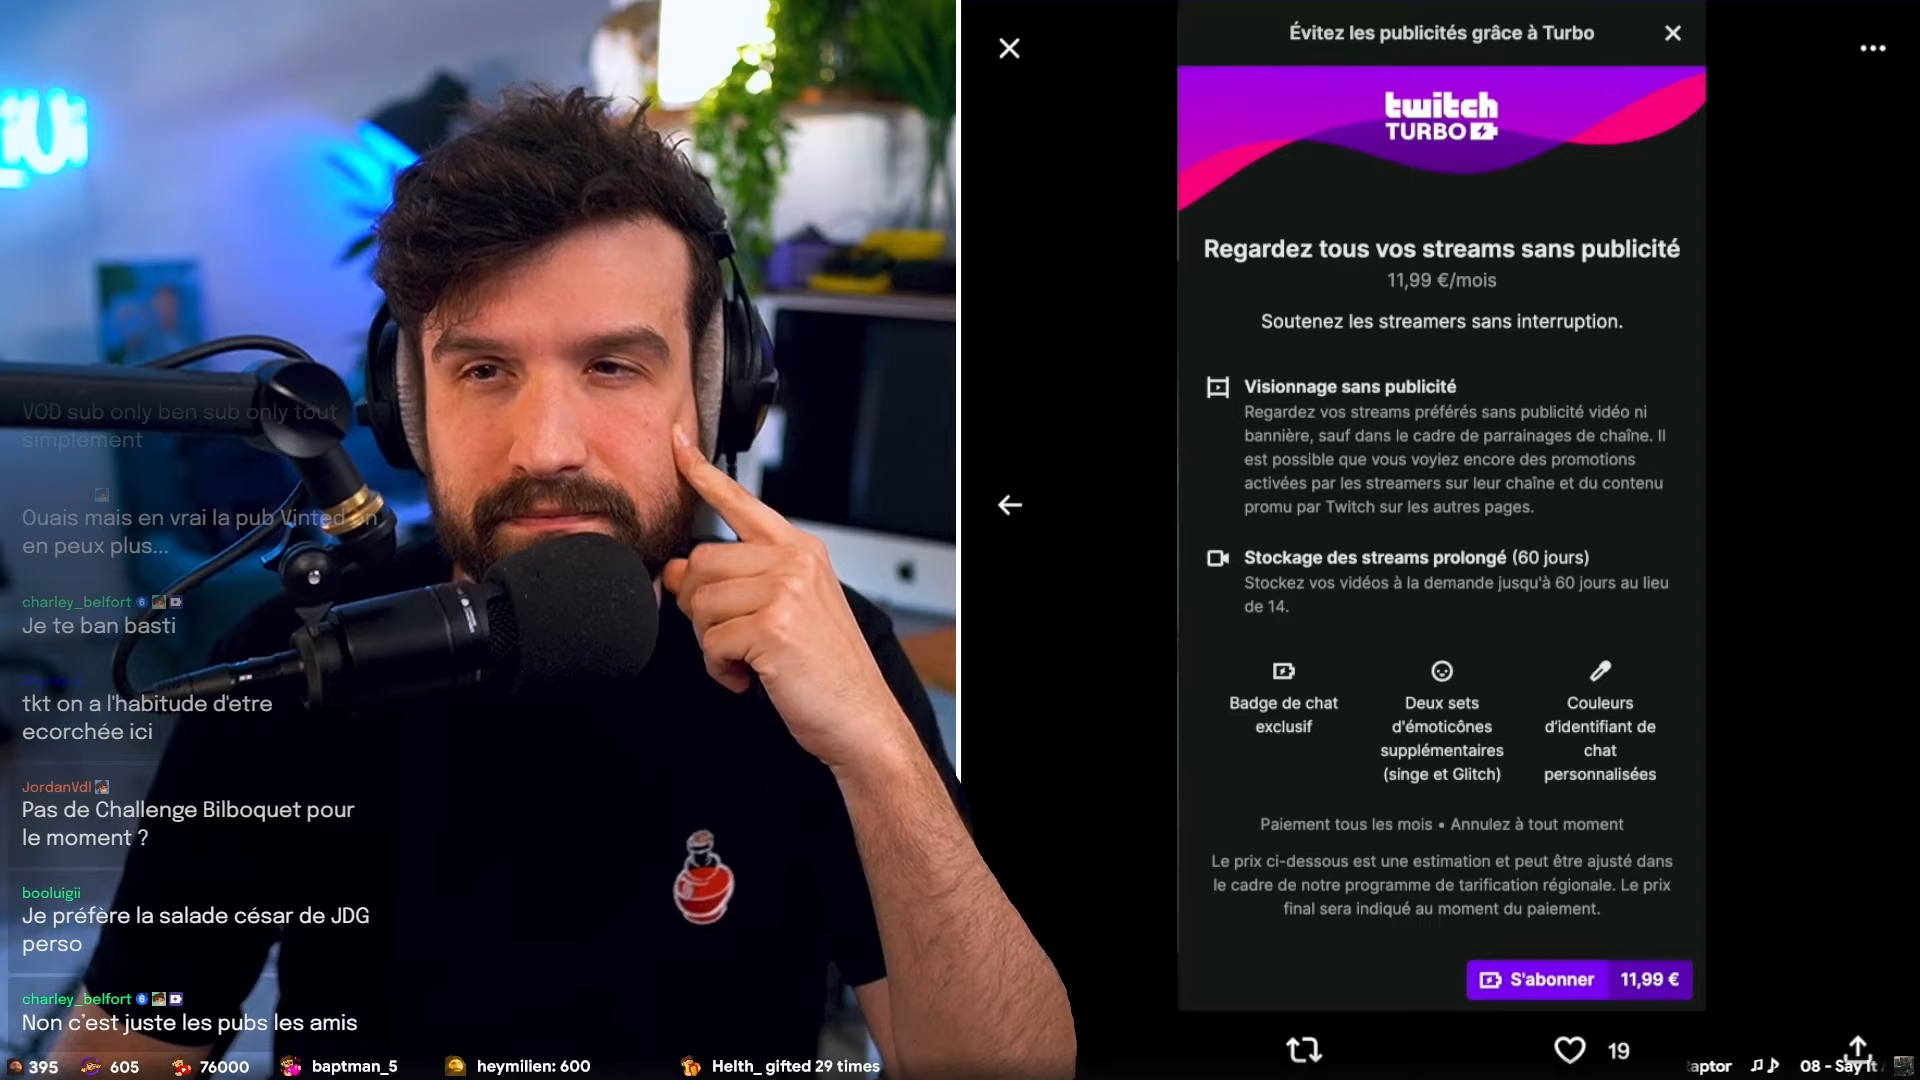 VOD sub only ben sub only tout
simplement
Ouais mais en vrai la pub Vinted on
en peux plus...
charley_belfort
Je te ban basti
tkt on a l'habitude d'etre
ecorchée ici
JordanVdl
Pas de Challenge Bilboquet pour
le moment ?
booluigii
Je préfère la salade césar de JDG
perso
charley_belfort
Non c'est juste les pubs les amis
395
605
76000
baptman_5
heymilien: 600
Helth_ gifted 29 times
Évitez les publicités grâce à Turbo
twitch
TURBO
Regardez tous vos streams sans publicité
11,99 €/mois
Soutenez les streamers sans interruption.
Visionnage sans publicité
Regardez vos streams préférés sans publicité vidéo ni
bannière, sauf dans le cadre de parrainages de chaîne. Il
est possible que vous voyiez encore des promotions
activées par les streamers sur leur chaîne et du contenu
promu par Twitch sur les autres pages.
Stockage des streams prolongé (60 jours)
Stockez vos vidéos à la demande jusqu'à 60 jours au lieu
de 14.
Badge de chat
exclusif
Deux sets
d'émoticônes
supplémentaires
(singe et Glitch)
Couleurs
d'identifiant de
chat
personnalisées
Paiement tous les mois • Annulez à tout moment
Le prix ci-dessous est une estimation et peut être ajusté dans
le cadre de notre programme de tarification régionale. Le prix
final sera indiqué au moment du paiement.
S'abonner 11,99 €
19
aptor
08 - Say It